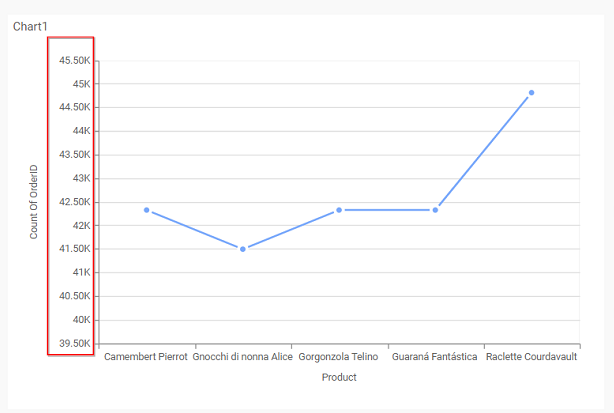 Chart1
45.50K
45K
44.50K
44K
43.50K
43K
42.50K
42K
41.50K
41K
40.50K
40K
39.50K
Count Of OrderID
Camembert Pierrot Gnocchi di nonna Alice Gorgonzola Telino Guaraná Fantástica Raclette Courdavault
Product